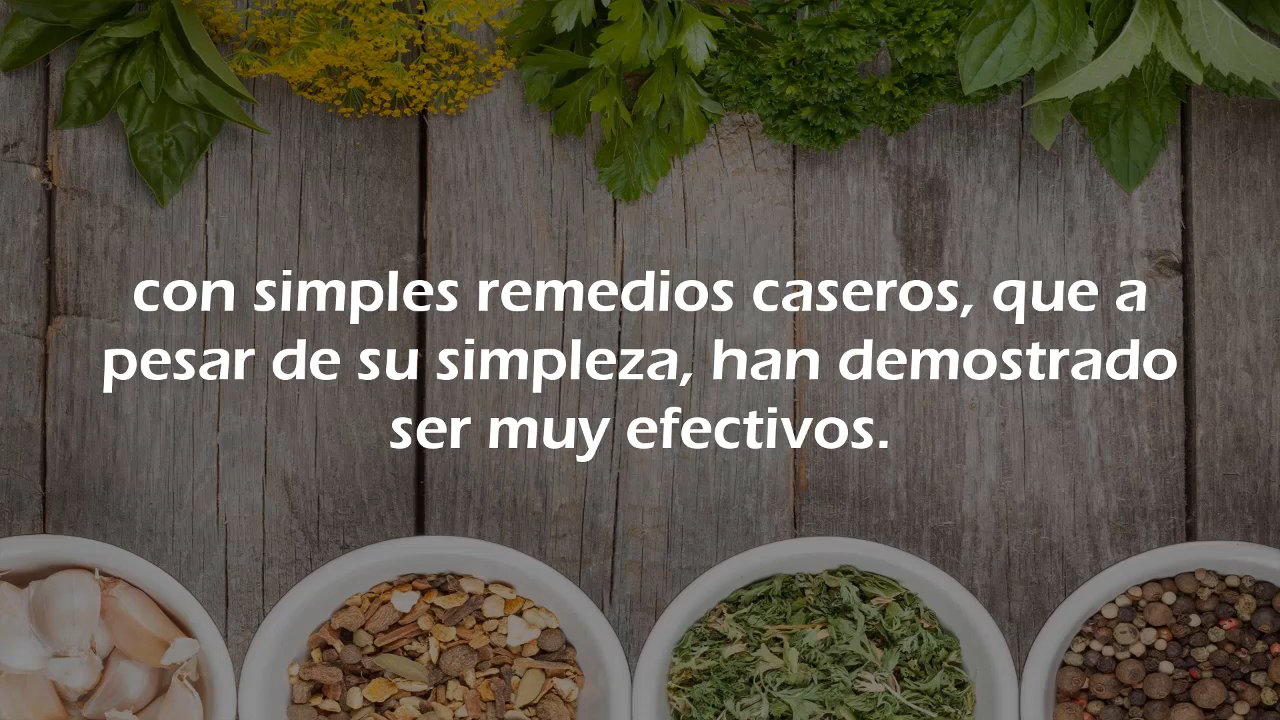 con simples remedios caseros, que a
pesar de su simpleza, han demostrado
ser muy efectivos.